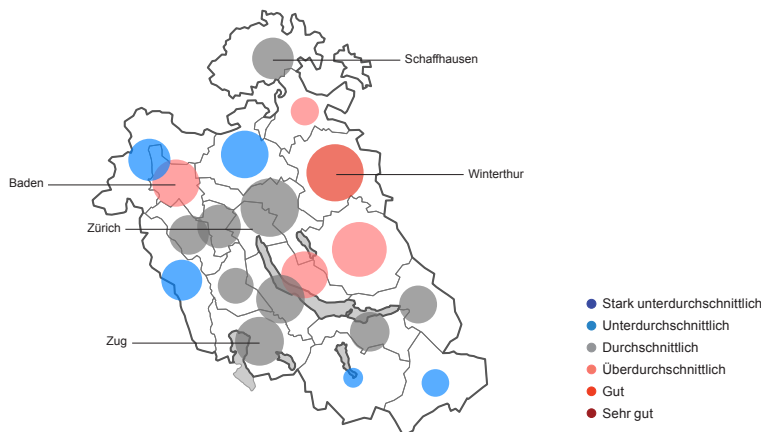 Schaffhausen
Winterthur
Baden
Zürich
Zug
Stark unterdurchschnittlich
Unterdurchschnittlich
Durchschnittlich
Überdurchschnittlich
Gut
Sehr gut